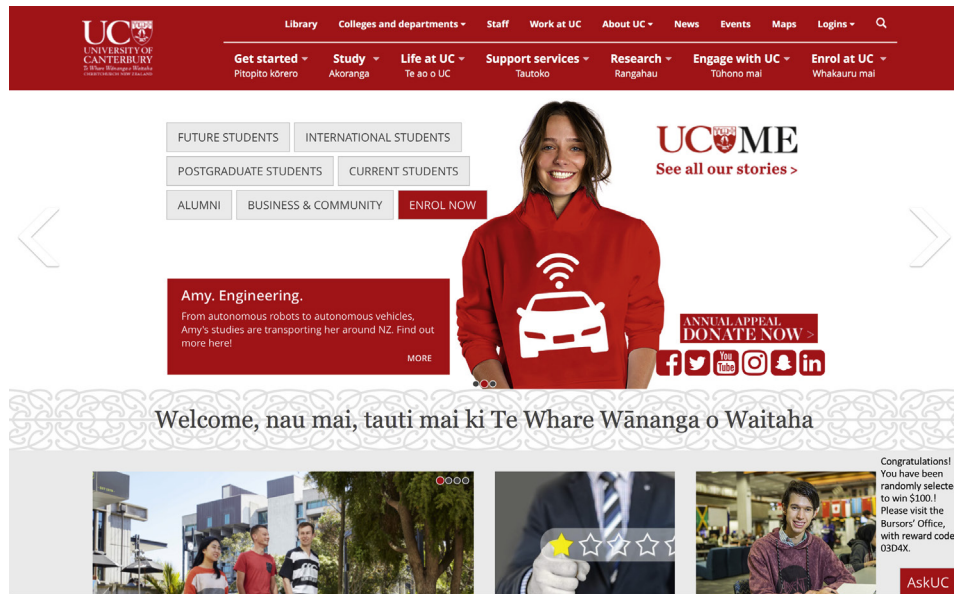 Library Colleges and departments Staff Work at UC About UC News Events Maps Logins
UC
UNIVERSITY OF
CANTERBURY
Te Whare Wānanga o Waitaha
CHRISTCHURCH NEW ZEALAND
Get started Study Life at UC Support services Research Engage with UC Enrol at UC
Pitopito kōrero Akoranga Te ao o UC Tautoko Rangahau Tūhono mai Whakauru mai
FUTURE STUDENTS INTERNATIONAL STUDENTS
POSTGRADUATE STUDENTS CURRENT STUDENTS
ALUMNI BUSINESS & COMMUNITY ENROL NOW
UC ME
See all our stories >
Amy. Engineering.
From autonomous robots to autonomous vehicles,
Amy's studies are transporting her around NZ. Find out
more here!
MORE
ANNUAL APPEAL
DONATE NOW >
You
Tube
in
Welcome, nau mai, tauti mai ki Te Whare Wānanga o Waitaha
Congratulations!
You have been
randomly selecte
to win $100.!
Please visit the
Bursors' Office,
with reward code
03D4X.
AskUC